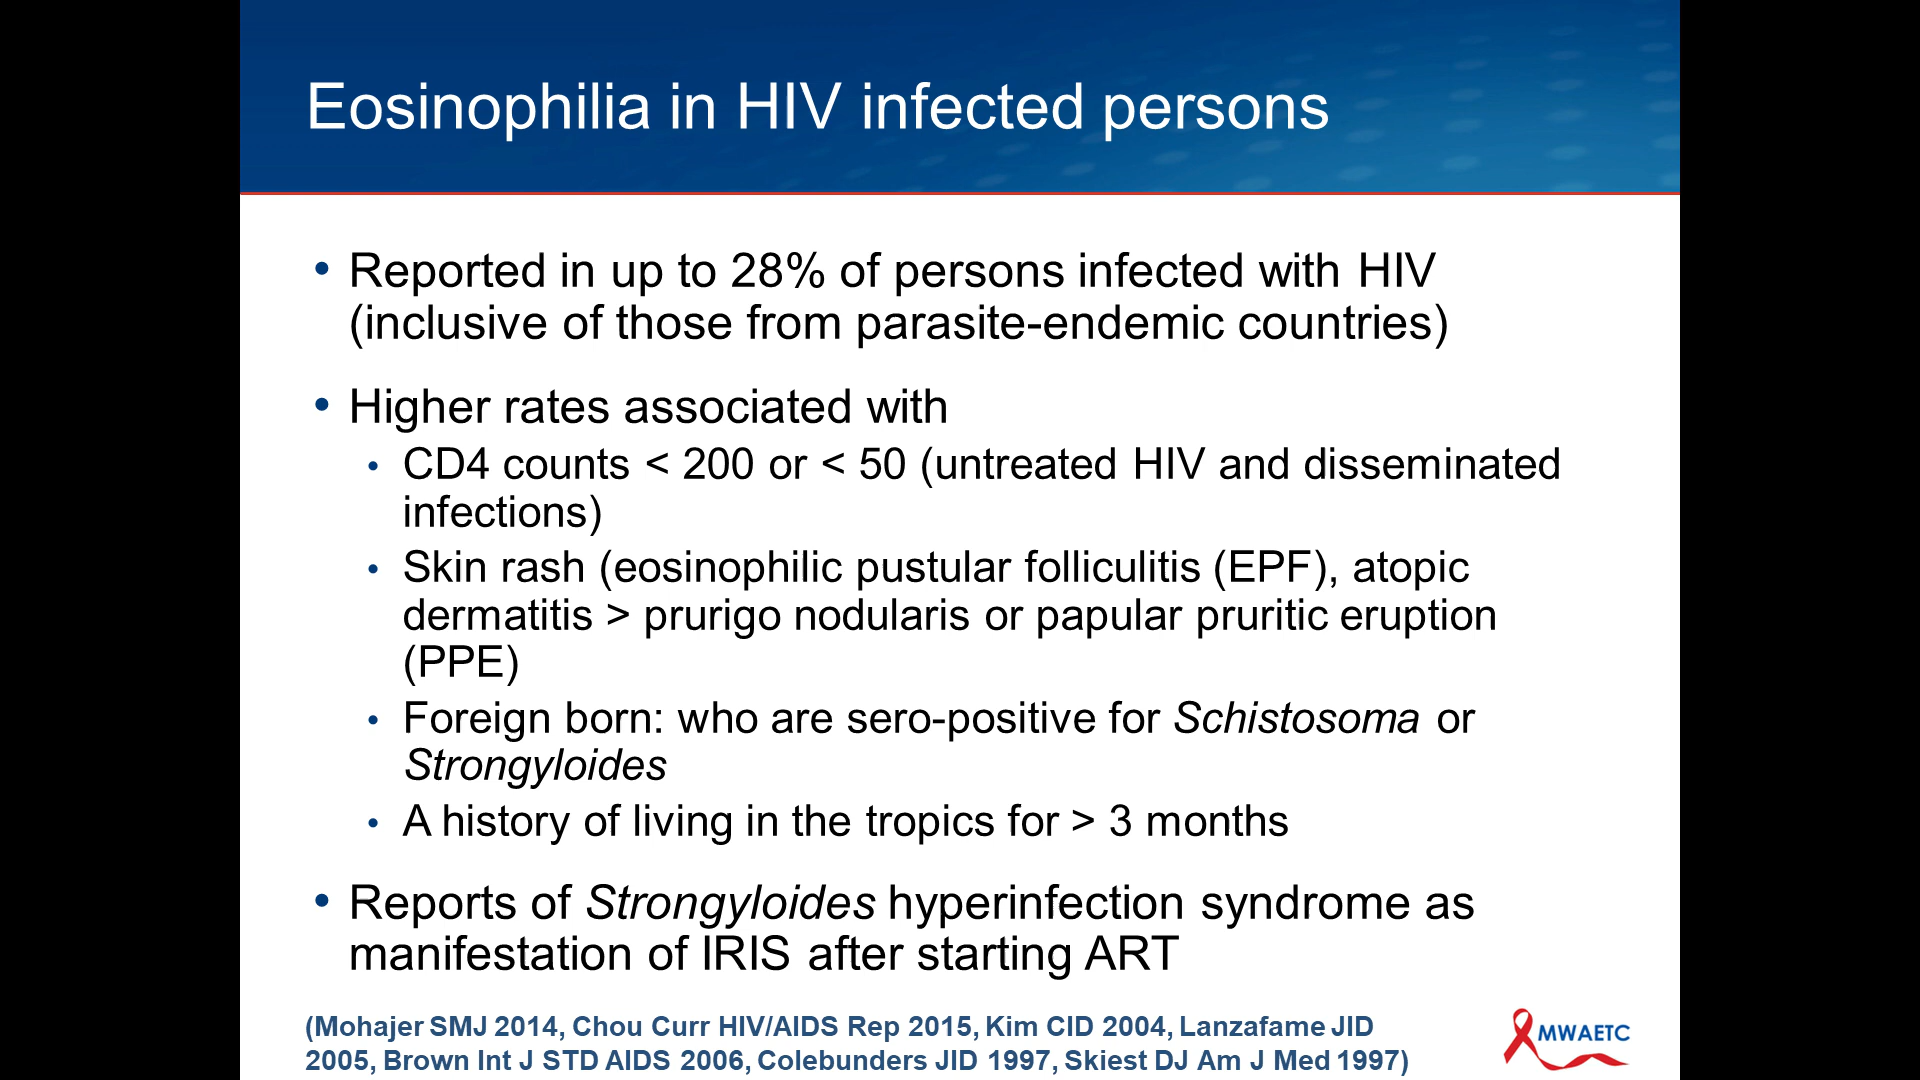 Eosinophilia in HIV infected persons
• Reported in up to 28% of persons infected with HIV
(inclusive of those from parasite-endemic countries)
• Higher rates associated with
• CD4 counts < 200 or < 50 (untreated HIV and disseminated
infections)
• Skin rash (eosinophilic pustular folliculitis (EPF), atopic
dermatitis > prurigo nodularis or papular pruritic eruption
(PPE)
• Foreign born: who are sero-positive for Schistosoma or
Strongyloides
• A history of living in the tropics for > 3 months
• Reports of Strongyloides hyperinfection syndrome as
manifestation of IRIS after starting ART
(Mohajer SMJ 2014, Chou Curr HIV/AIDS Rep 2015, Kim CID 2004, Lanzafame JID
2005, Brown Int J STD AIDS 2006, Colebunders JID 1997, Skiest DJ Am J Med 1997)
MWAETC